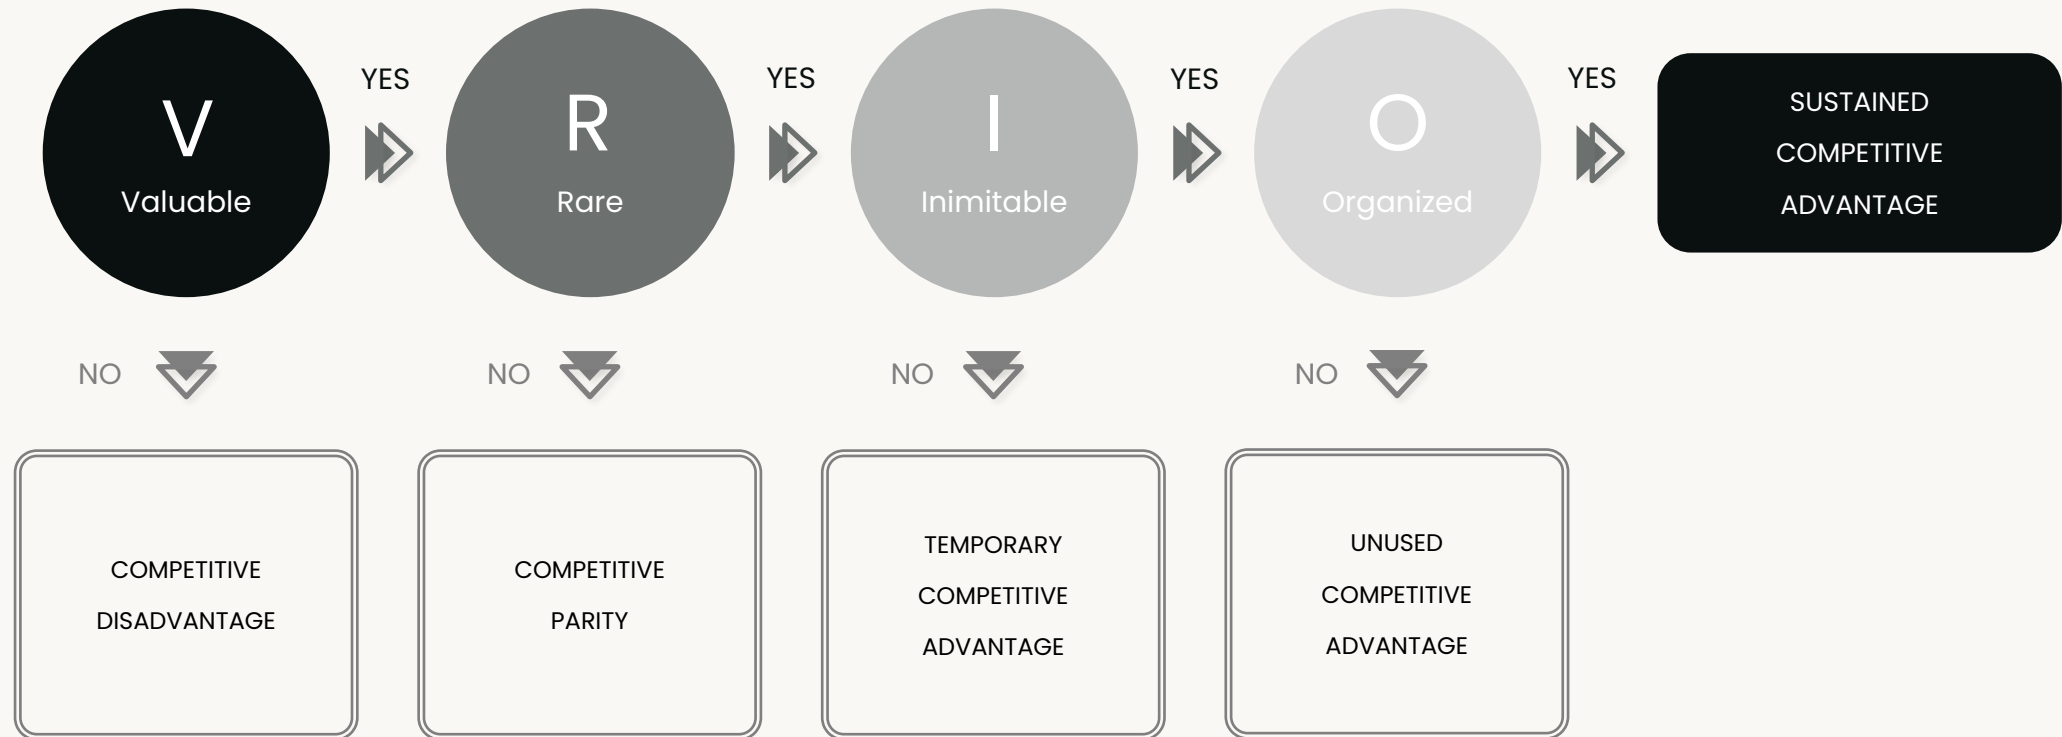 V
Valuable
YES
R
Rare
YES
I
Inimitable
YES
O
Organized
YES
SUSTAINED
COMPETITIVE
ADVANTAGE
NO
NO
NO
NO
COMPETITIVE
DISADVANTAGE
COMPETITIVE
PARITY
TEMPORARY
COMPETITIVE
ADVANTAGE
UNUSED
COMPETITIVE
ADVANTAGE